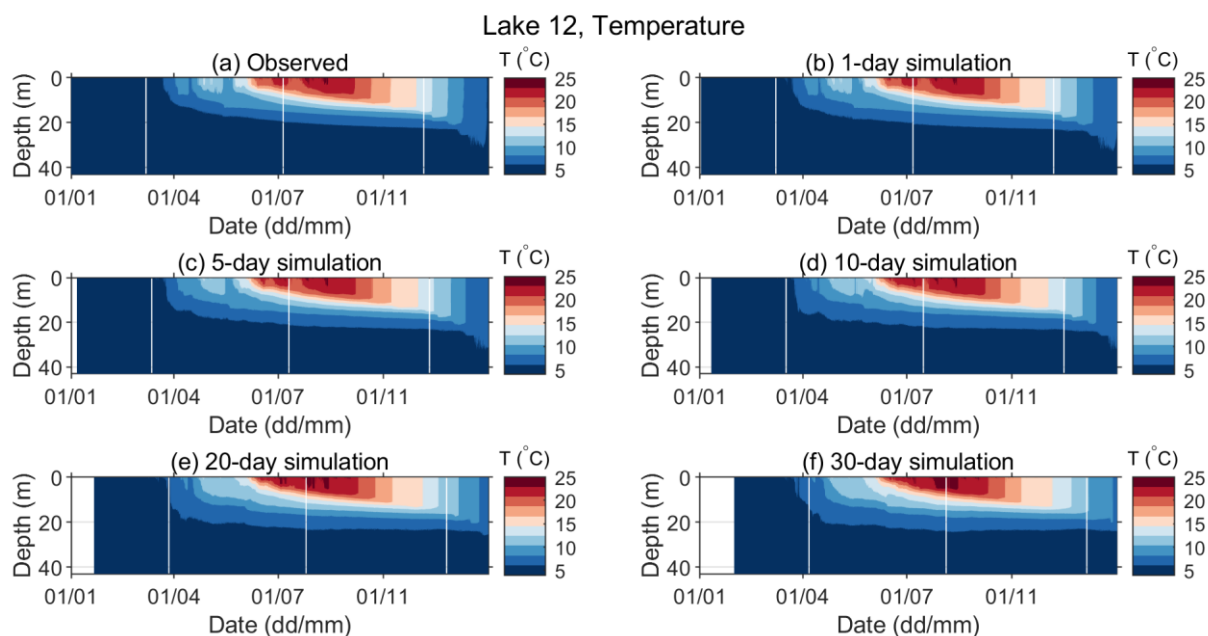 Lake 12, Temperature
(a) Observed
T (°C)
Depth (m)
0
20
40
01/01
01/04
01/07
01/11
Date (dd/mm)
25
20
15
10
5
(b) 1-day simulation
T (°C)
Depth (m)
0
20
40
01/01
01/04
01/07
01/11
Date (dd/mm)
25
20
15
10
5
(c) 5-day simulation
T (°C)
Depth (m)
0
20
40
01/01
01/04
01/07
01/11
Date (dd/mm)
25
20
15
10
5
(d) 10-day simulation
T (°C)
Depth (m)
0
20
40
01/01
01/04
01/07
01/11
Date (dd/mm)
25
20
15
10
5
(e) 20-day simulation
T (°C)
Depth (m)
0
20
40
01/01
01/04
01/07
01/11
Date (dd/mm)
25
20
15
10
5
(f) 30-day simulation
T (°C)
Depth (m)
0
20
40
01/01
01/04
01/07
01/11
Date (dd/mm)
25
20
15
10
5